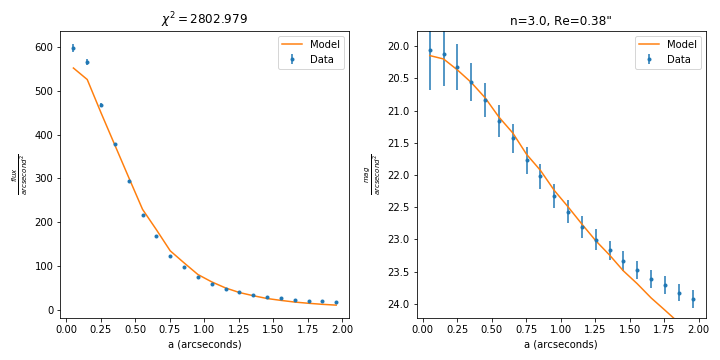 χ² = 2802.979
600
500
400
300
200
100
0
flux
arcsecond²
0.00 0.25 0.50 0.75 1.00 1.25 1.50 1.75 2.00
a (arcseconds)
Model
Data
n=3.0, Re=0.38"
20.0
20.5
21.0
21.5
22.0
22.5
23.0
23.5
24.0
mag
arcsecond²
0.00 0.25 0.50 0.75 1.00 1.25 1.50 1.75 2.00
a (arcseconds)
Model
Data